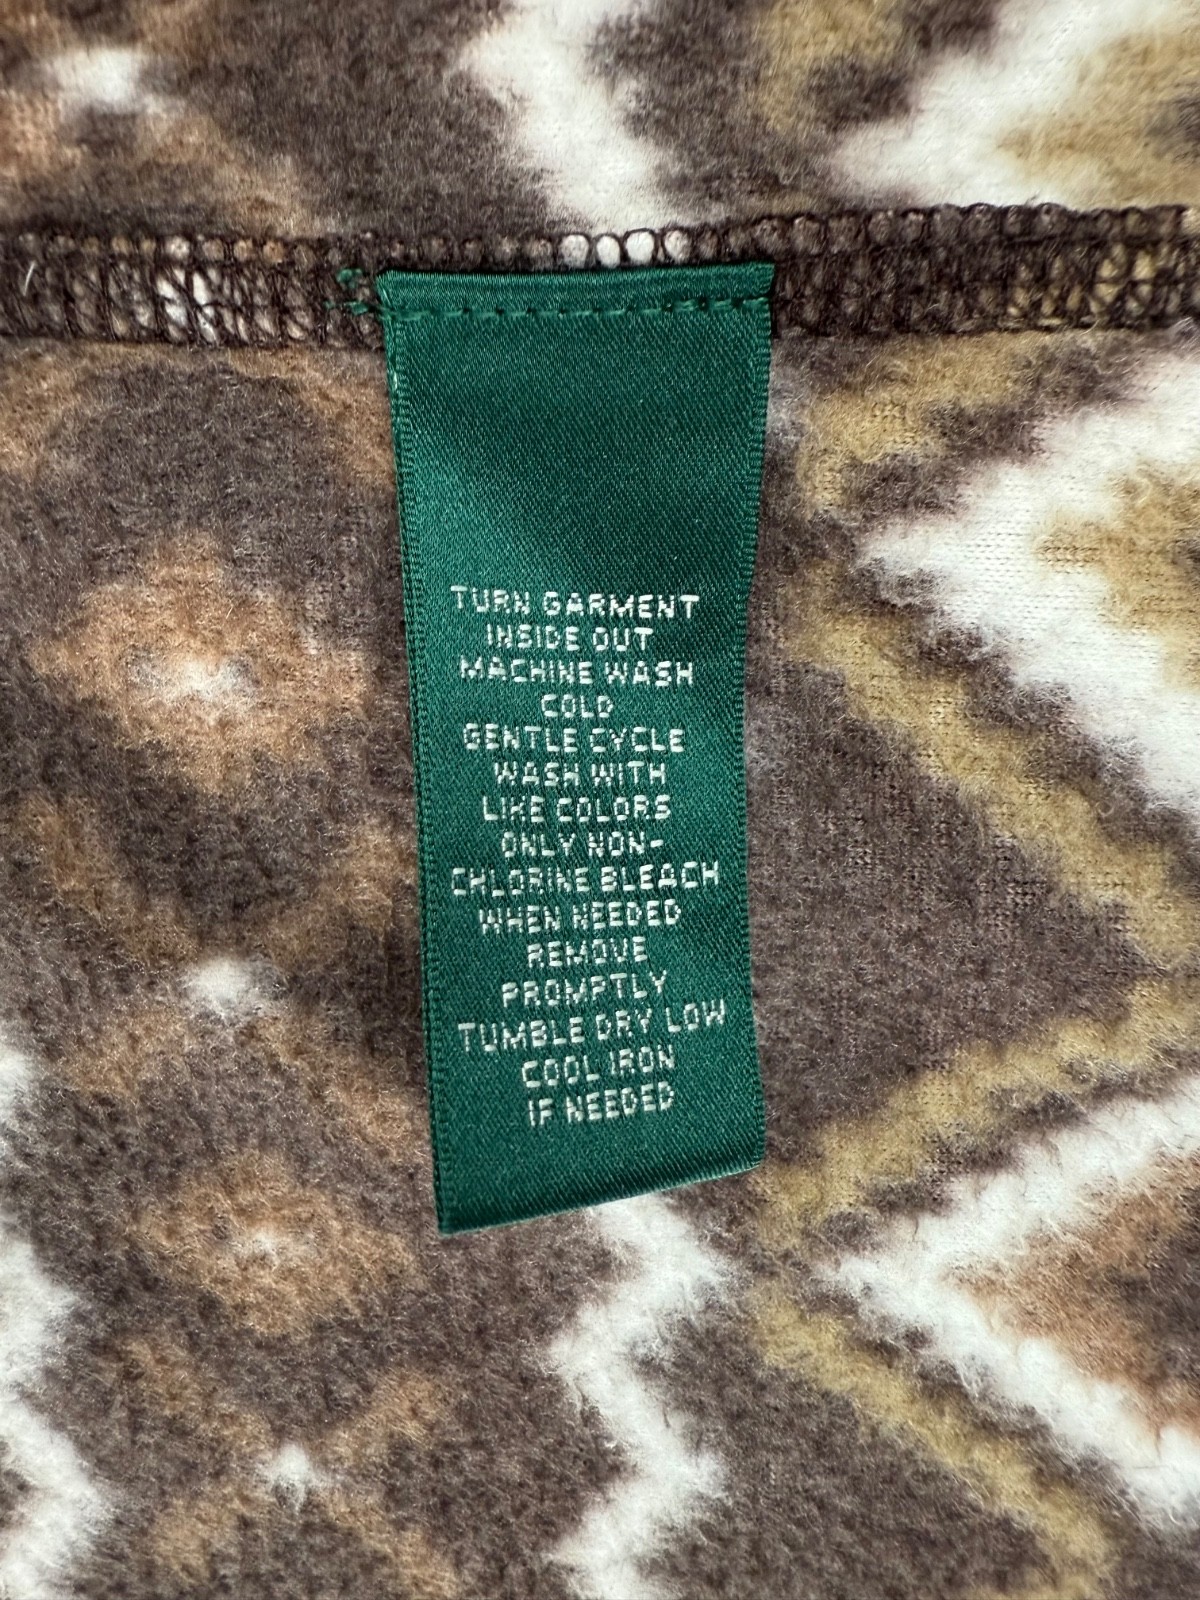 TURN GARMENT
INSIDE OUT
MACHINE WASH
COLD
GENTLE CYCLE
WASH WITH
LIKE COLORS
ONLY NON-
CHLORINE BLEACH
WHEN NEEDED
REMOVE
PROMPTLY
TUMBLE DRY LOW
COOL IRON
IF NEEDED